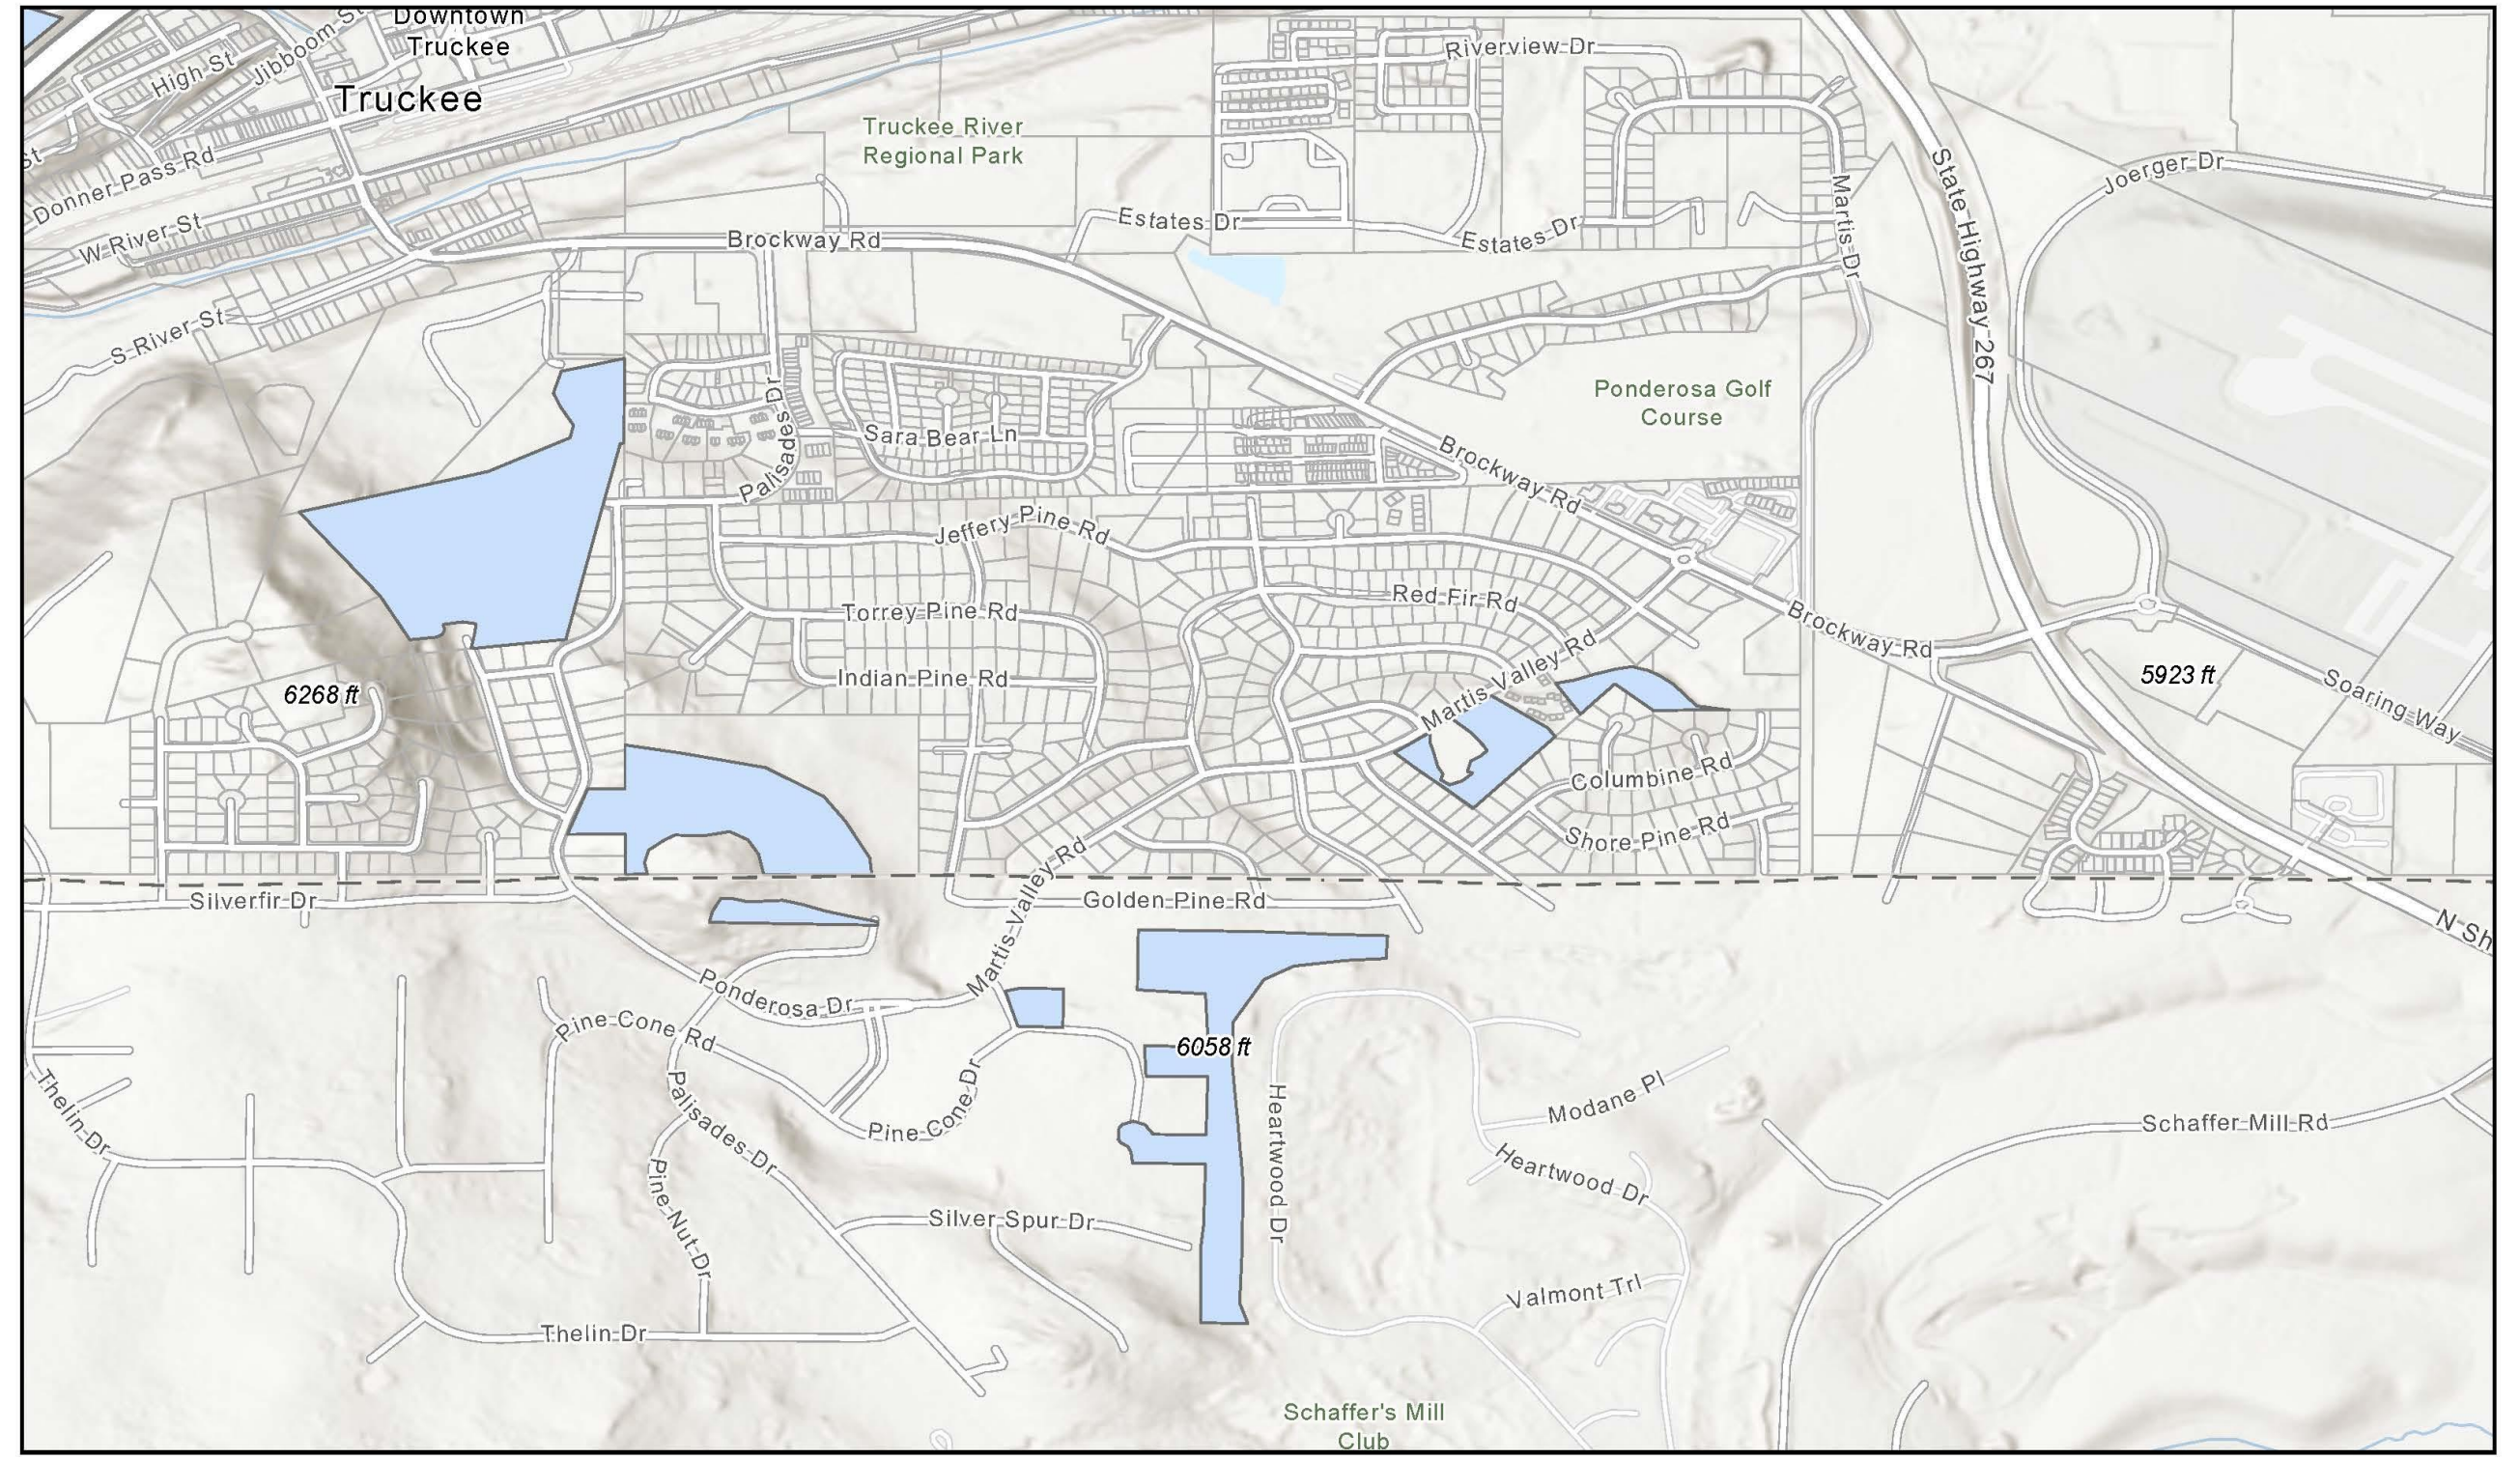 Downtown
Truckee
High St
Jibboom St
Truckee
Riverview Dr
Truckee River
Regional Park
St
Donner Pass Rd
Joerger Dr
State Highway 267
Martis Dr
W River St
Estates Dr
Estates Dr
Brockway Rd
S River St
Ponderosa Golf
Course
Palisades Dr
Sara Bear Ln
Brockway Rd
Jeffery Pine Rd
Red Fir Rd
Torrey Pine Rd
Brockway Rd
Indian Pine Rd
Martis Valley Rd
6268 ft
5923 ft
Soaring Way
Columbine Rd
Shore Pine Rd
Martis Valley Rd
Silverfir Dr
Golden Pine Rd
N Sh
Ponderosa Dr
Pine Cone Rd
6058 ft
Thelin Dr
Palisades Dr
Pine Cone Dr
Heartwood Dr
Modane Pl
Schaffer Mill Rd
Heartwood Dr
Pine Nut Dr
Silver Spur Dr
Valmont Trl
Thelin Dr
Schaffer's Mill
Club